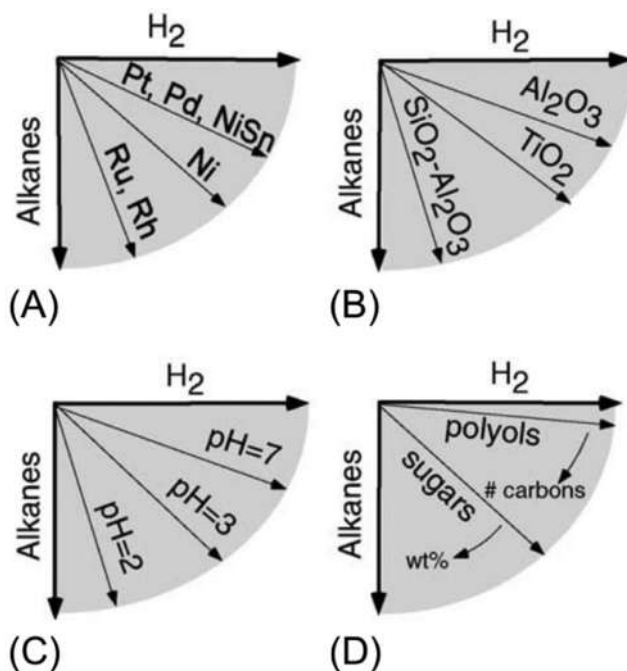 H2
Alkanes
Pt, Pd, NiSn
Ni
Ru, Rh
(A)
H2
Alkanes
Al2O3
TiO2
SiO2-Al2O3
(B)
H2
Alkanes
pH=7
pH=3
pH=2
(C)
H2
Alkanes
polyols
# carbons
sugars
wt%
(D)